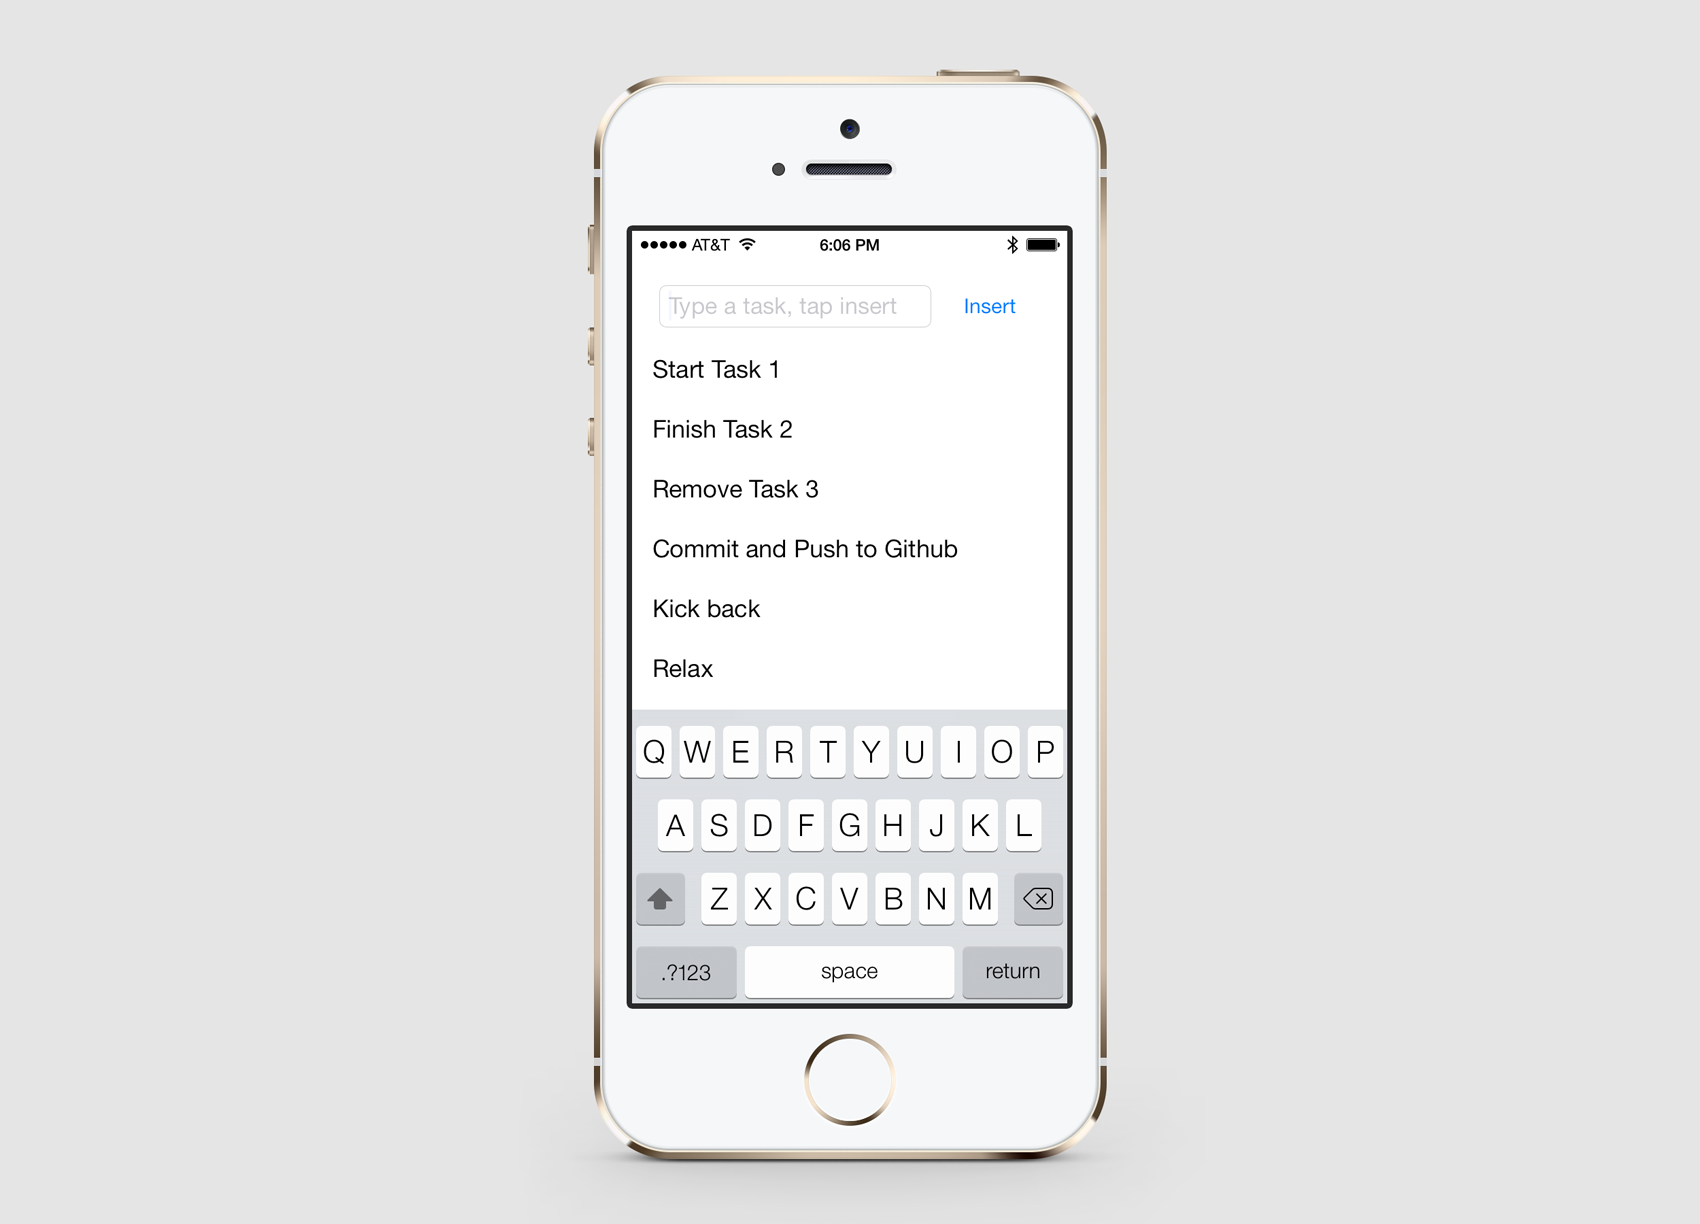 AT&T 6:06 PM
Type a task, tap insert Insert
Start Task 1
Finish Task 2
Remove Task 3
Commit and Push to Github
Kick back
Relax
Q W E R T Y U I O P
A S D F G H J K L
Z X C V B N M
.?123 space return